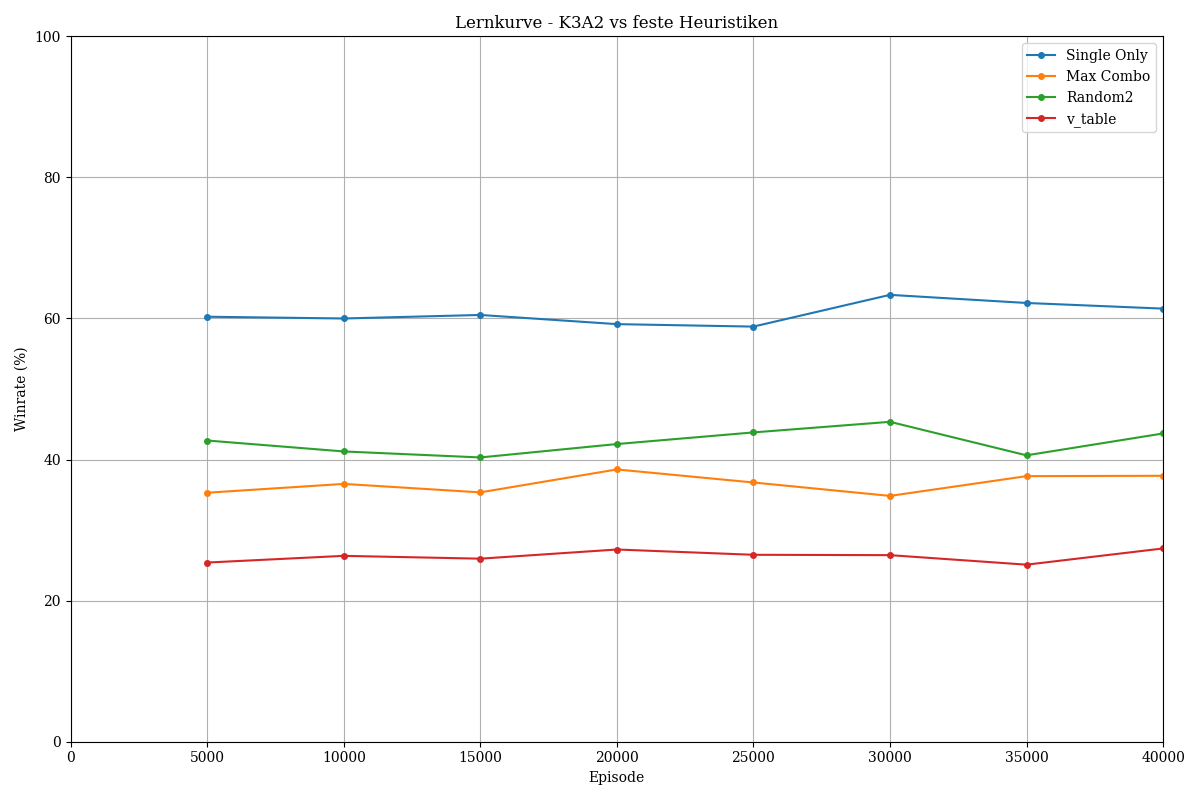 Lernkurve - K3A2 vs feste Heuristiken
100
80
60
40
20
0
Winrate (%)
Single Only
Max Combo
Random2
v_table
0 5000 10000 15000 20000 25000 30000 35000 40000
Episode